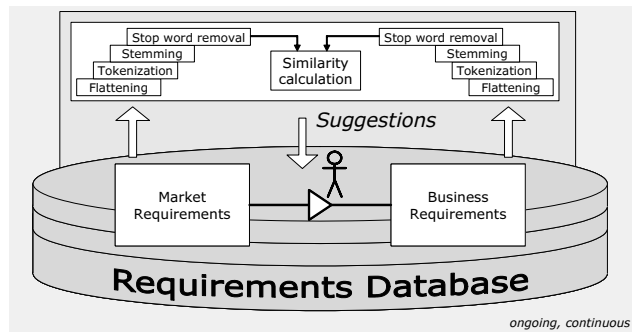 Stop word removal
Stemming
Tokenization
Flattening
Similarity
calculation
Stop word removal
Stemming
Tokenization
Flattening
Suggestions
Market
Requirements
Business
Requirements
Requirements Database
ongoing, continuous